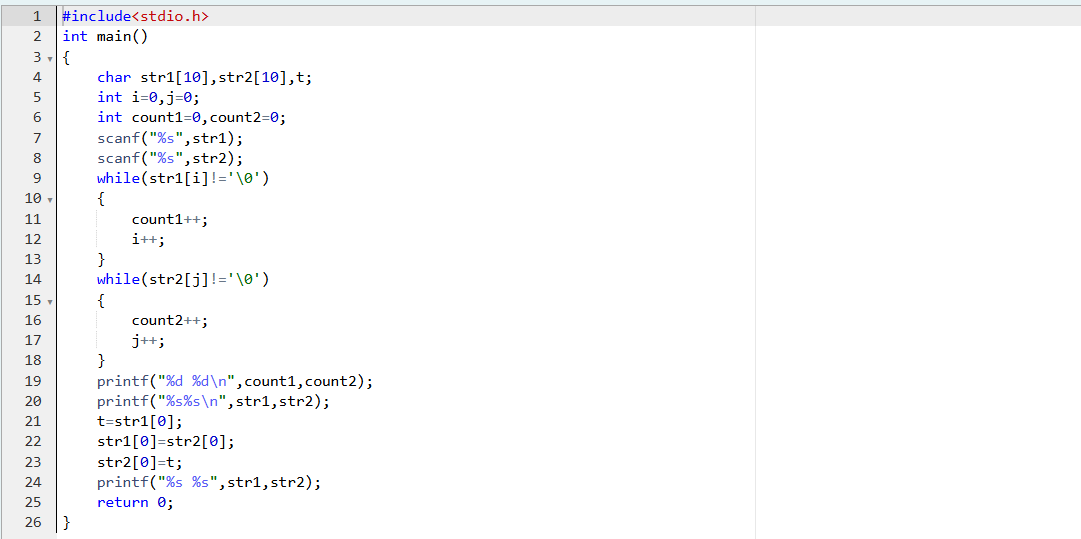 1 #include<stdio.h>
2 int main()
3 {
4     char str1[10],str2[10],t;
5     int i=0,j=0;
6     int count1=0,count2=0;
7     scanf("%s",str1);
8     scanf("%s",str2);
9     while(str1[i]!='\0')
10     {
11         count1++;
12         i++;
13     }
14     while(str2[j]!='\0')
15     {
16         count2++;
17         j++;
18     }
19     printf("%d %d\n",count1,count2);
20     printf("%s%s\n",str1,str2);
21     t=str1[0];
22     str1[0]=str2[0];
23     str2[0]=t;
24     printf("%s %s",str1,str2);
25     return 0;
26 }